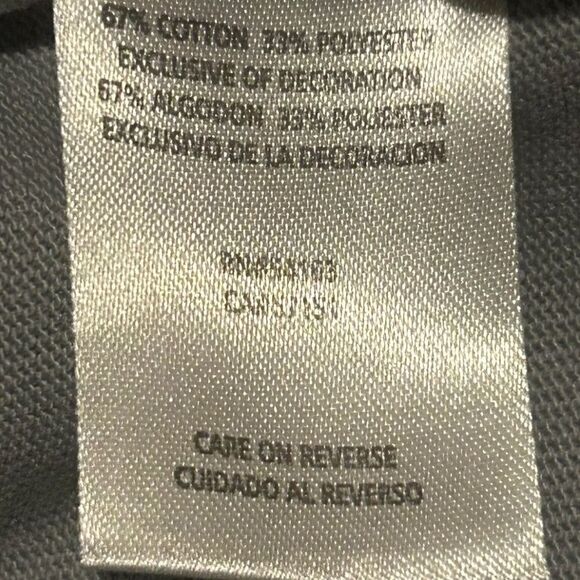 67% COTTON 33% POLYESTER
EXCLUSIVE OF DECORATION
67% ALGODON 33% POLIESTER
EXCLUSIVO DE LA DECORACION
CARE ON REVERSE
CUIDADO AL REVERSO